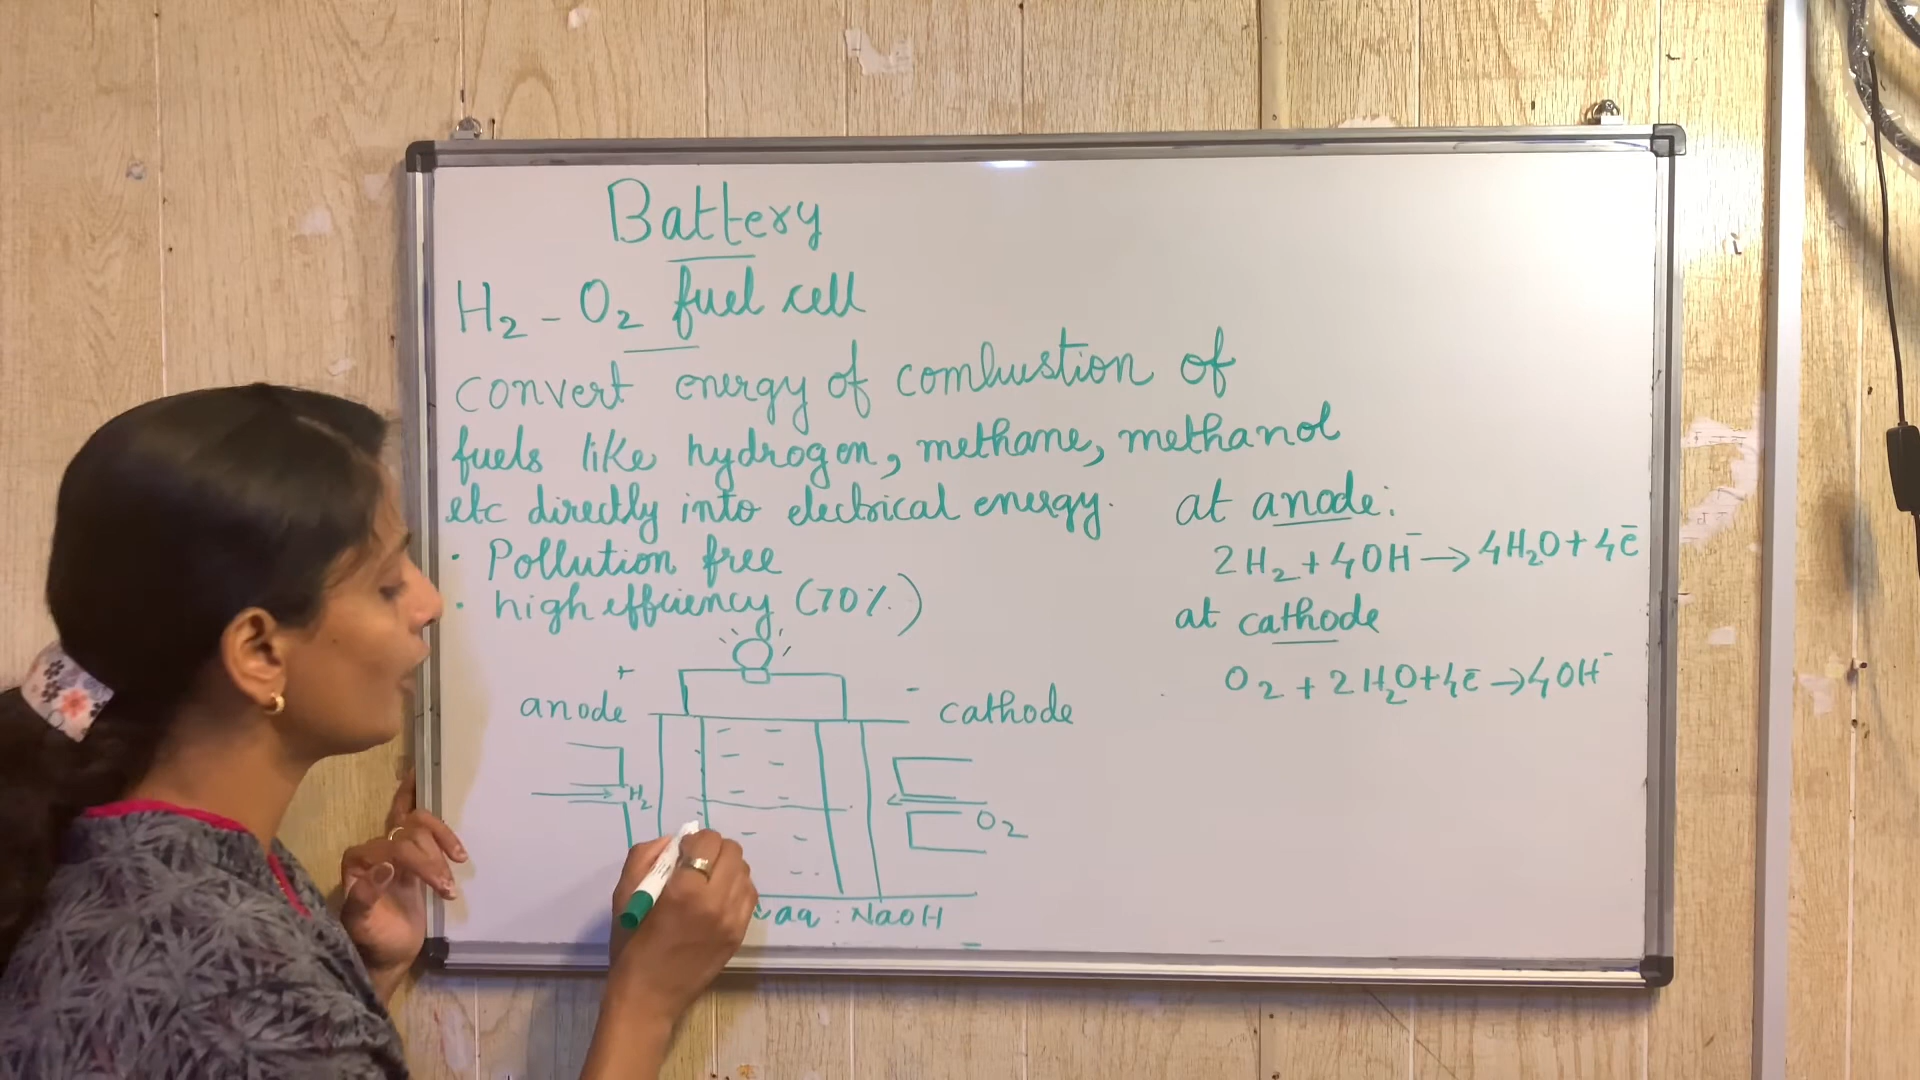 Battery
H₂ - O₂ fuel cell
convert energy of combustion of
fuels like hydrogen, methane, methanol
etc directly into electrical energy.
· Pollution free
· high efficiency (70%)
at anode:
2H₂ + 4OH⁻ → 4H₂O + 4e̅
at cathode
O₂ + 2H₂O + 4e̅ → 4OH⁻
+
-
anode
cathode
H₂
O₂
aq : NaOH